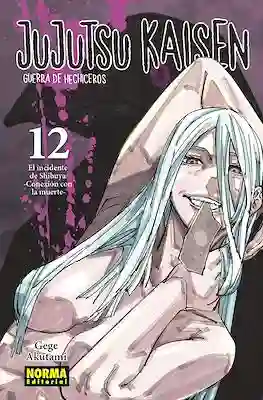 JUJUTSU KAISEN
GUERRA DE HECHICEROS
12
El incidente
de Shibuya
-Conexión con
la muerte-
Gege
Akutami
NORMA
Editorial